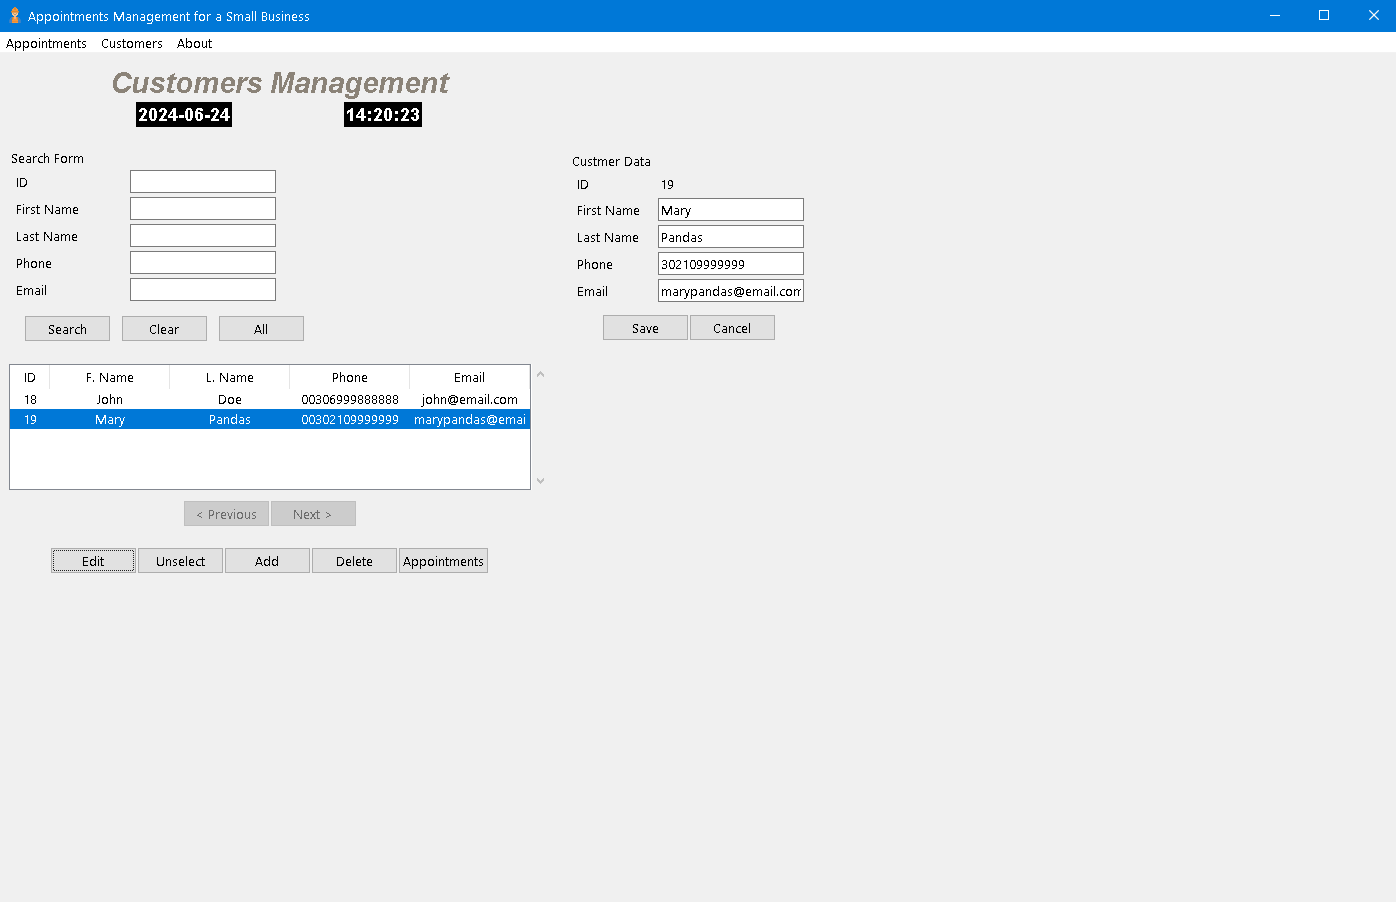 Appointments Management for a Small Business
Appointments Customers About
Customers Management
2024-06-24 14:20:23
Search Form
ID
First Name
Last Name
Phone
Email
Search Clear All
ID F. Name L. Name Phone Email
18 John Doe 00306999888888 john@email.com
19 Mary Pandas 00302109999999 marypandas@emai
< Previous Next >
Edit Unselect Add Delete Appointments
Custmer Data
ID 19
First Name Mary
Last Name Pandas
Phone 302109999999
Email marypandas@email.com
Save Cancel